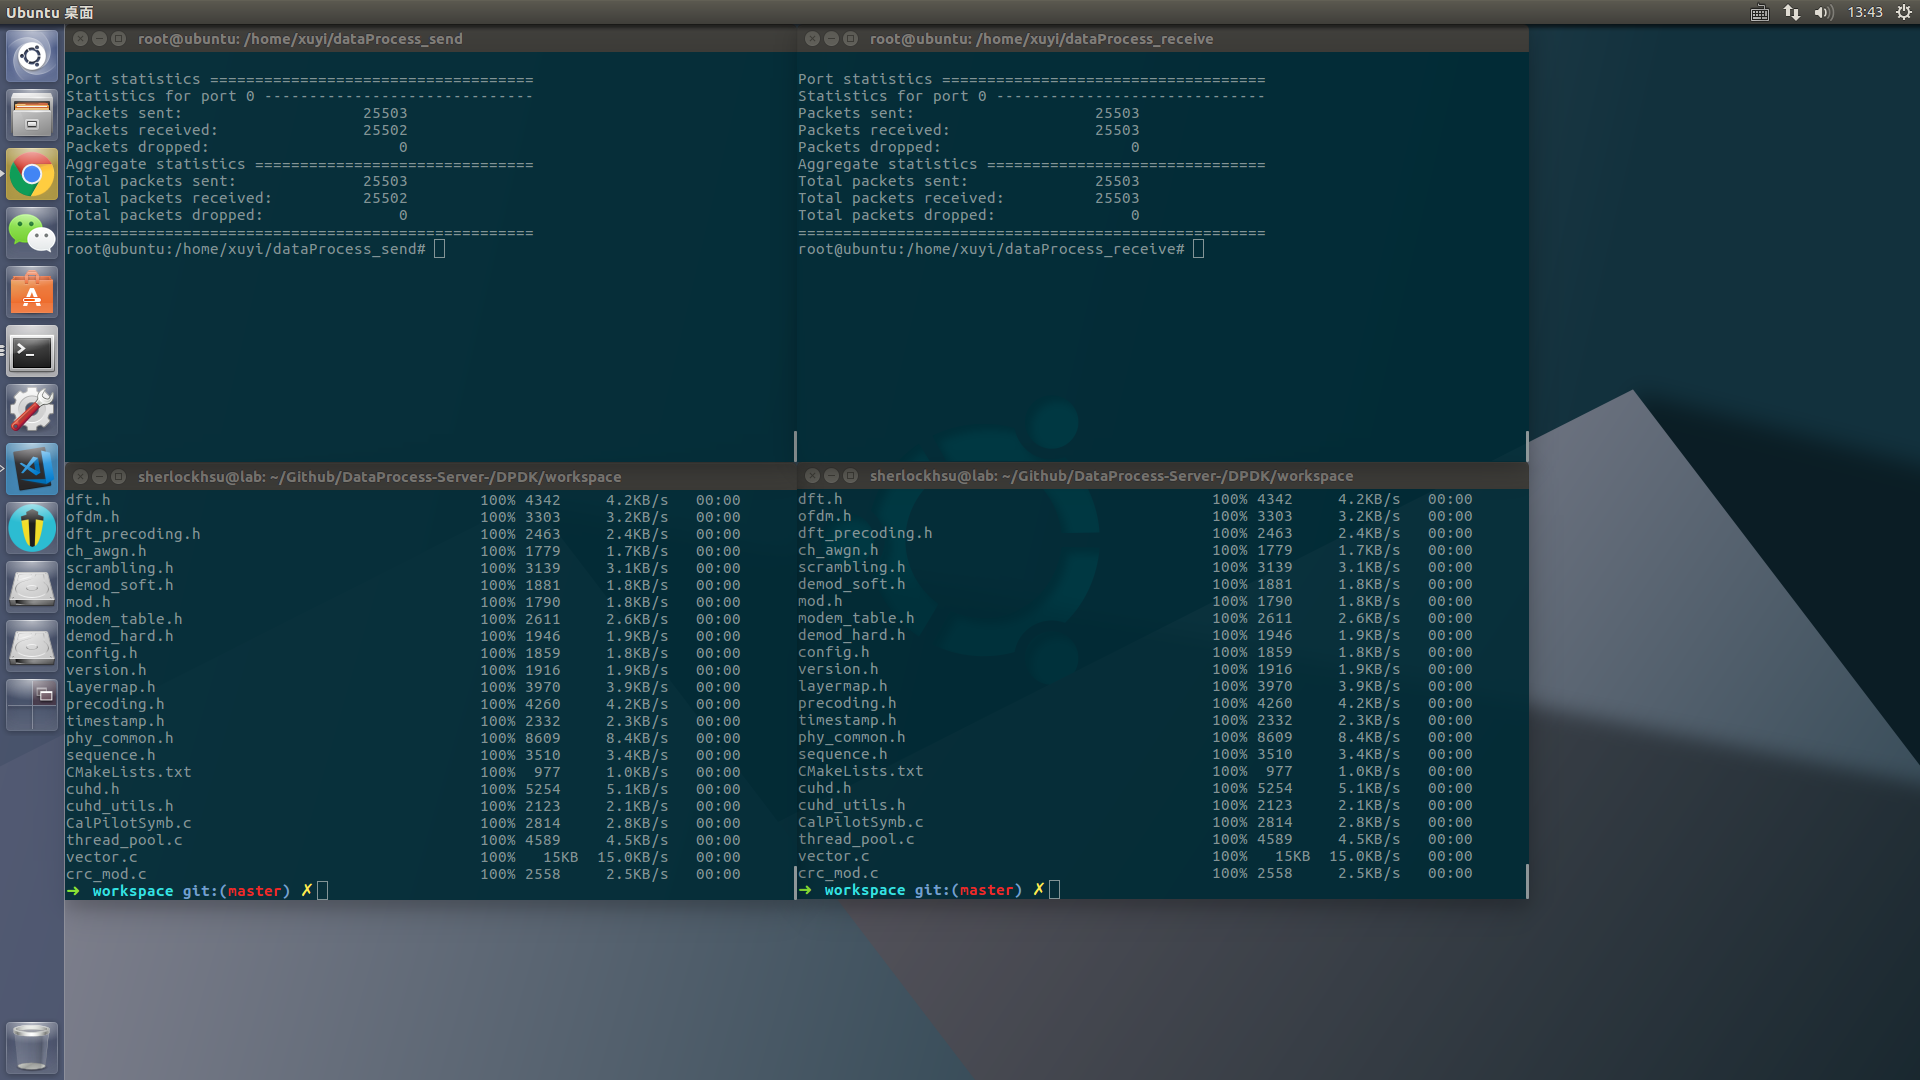 Ubuntu 桌面
13:43
root@ubuntu: /home/xuyi/dataProcess_send
Port statistics ====================================
Statistics for port 0 ------------------------------
Packets sent: 25503
Packets received: 25502
Packets dropped: 0
Aggregate statistics ===============================
Total packets sent: 25503
Total packets received: 25502
Total packets dropped: 0
====================================================
root@ubuntu:/home/xuyi/dataProcess_send#
root@ubuntu: /home/xuyi/dataProcess_receive
Port statistics ====================================
Statistics for port 0 ------------------------------
Packets sent: 25503
Packets received: 25503
Packets dropped: 0
Aggregate statistics ===============================
Total packets sent: 25503
Total packets received: 25503
Total packets dropped: 0
====================================================
root@ubuntu:/home/xuyi/dataProcess_receive#
sherlockhsu@lab: ~/Github/DataProcess-Server-/DPDK/workspace
dft.h 100% 4342 4.2KB/s 00:00
ofdm.h 100% 3303 3.2KB/s 00:00
dft_precoding.h 100% 2463 2.4KB/s 00:00
ch_awgn.h 100% 1779 1.7KB/s 00:00
scrambling.h 100% 3139 3.1KB/s 00:00
demod_soft.h 100% 1881 1.8KB/s 00:00
mod.h 100% 1790 1.8KB/s 00:00
modem_table.h 100% 2611 2.6KB/s 00:00
demod_hard.h 100% 1946 1.9KB/s 00:00
config.h 100% 1859 1.8KB/s 00:00
version.h 100% 1916 1.9KB/s 00:00
layermap.h 100% 3970 3.9KB/s 00:00
precoding.h 100% 4260 4.2KB/s 00:00
timestamp.h 100% 2332 2.3KB/s 00:00
phy_common.h 100% 8609 8.4KB/s 00:00
sequence.h 100% 3510 3.4KB/s 00:00
CMakeLists.txt 100% 977 1.0KB/s 00:00
cuhd.h 100% 5254 5.1KB/s 00:00
cuhd_utils.h 100% 2123 2.1KB/s 00:00
CalPilotSymb.c 100% 2814 2.8KB/s 00:00
thread_pool.c 100% 4589 4.5KB/s 00:00
vector.c 100% 15KB 15.0KB/s 00:00
crc_mod.c 100% 2558 2.5KB/s 00:00
➜ workspace git:(master) ✗
sherlockhsu@lab: ~/Github/DataProcess-Server-/DPDK/workspace
dft.h 100% 4342 4.2KB/s 00:00
ofdm.h 100% 3303 3.2KB/s 00:00
dft_precoding.h 100% 2463 2.4KB/s 00:00
ch_awgn.h 100% 1779 1.7KB/s 00:00
scrambling.h 100% 3139 3.1KB/s 00:00
demod_soft.h 100% 1881 1.8KB/s 00:00
mod.h 100% 1790 1.8KB/s 00:00
modem_table.h 100% 2611 2.6KB/s 00:00
demod_hard.h 100% 1946 1.9KB/s 00:00
config.h 100% 1859 1.8KB/s 00:00
version.h 100% 1916 1.9KB/s 00:00
layermap.h 100% 3970 3.9KB/s 00:00
precoding.h 100% 4260 4.2KB/s 00:00
timestamp.h 100% 2332 2.3KB/s 00:00
phy_common.h 100% 8609 8.4KB/s 00:00
sequence.h 100% 3510 3.4KB/s 00:00
CMakeLists.txt 100% 977 1.0KB/s 00:00
cuhd.h 100% 5254 5.1KB/s 00:00
cuhd_utils.h 100% 2123 2.1KB/s 00:00
CalPilotSymb.c 100% 2814 2.8KB/s 00:00
thread_pool.c 100% 4589 4.5KB/s 00:00
vector.c 100% 15KB 15.0KB/s 00:00
crc_mod.c 100% 2558 2.5KB/s 00:00
➜ workspace git:(master) ✗